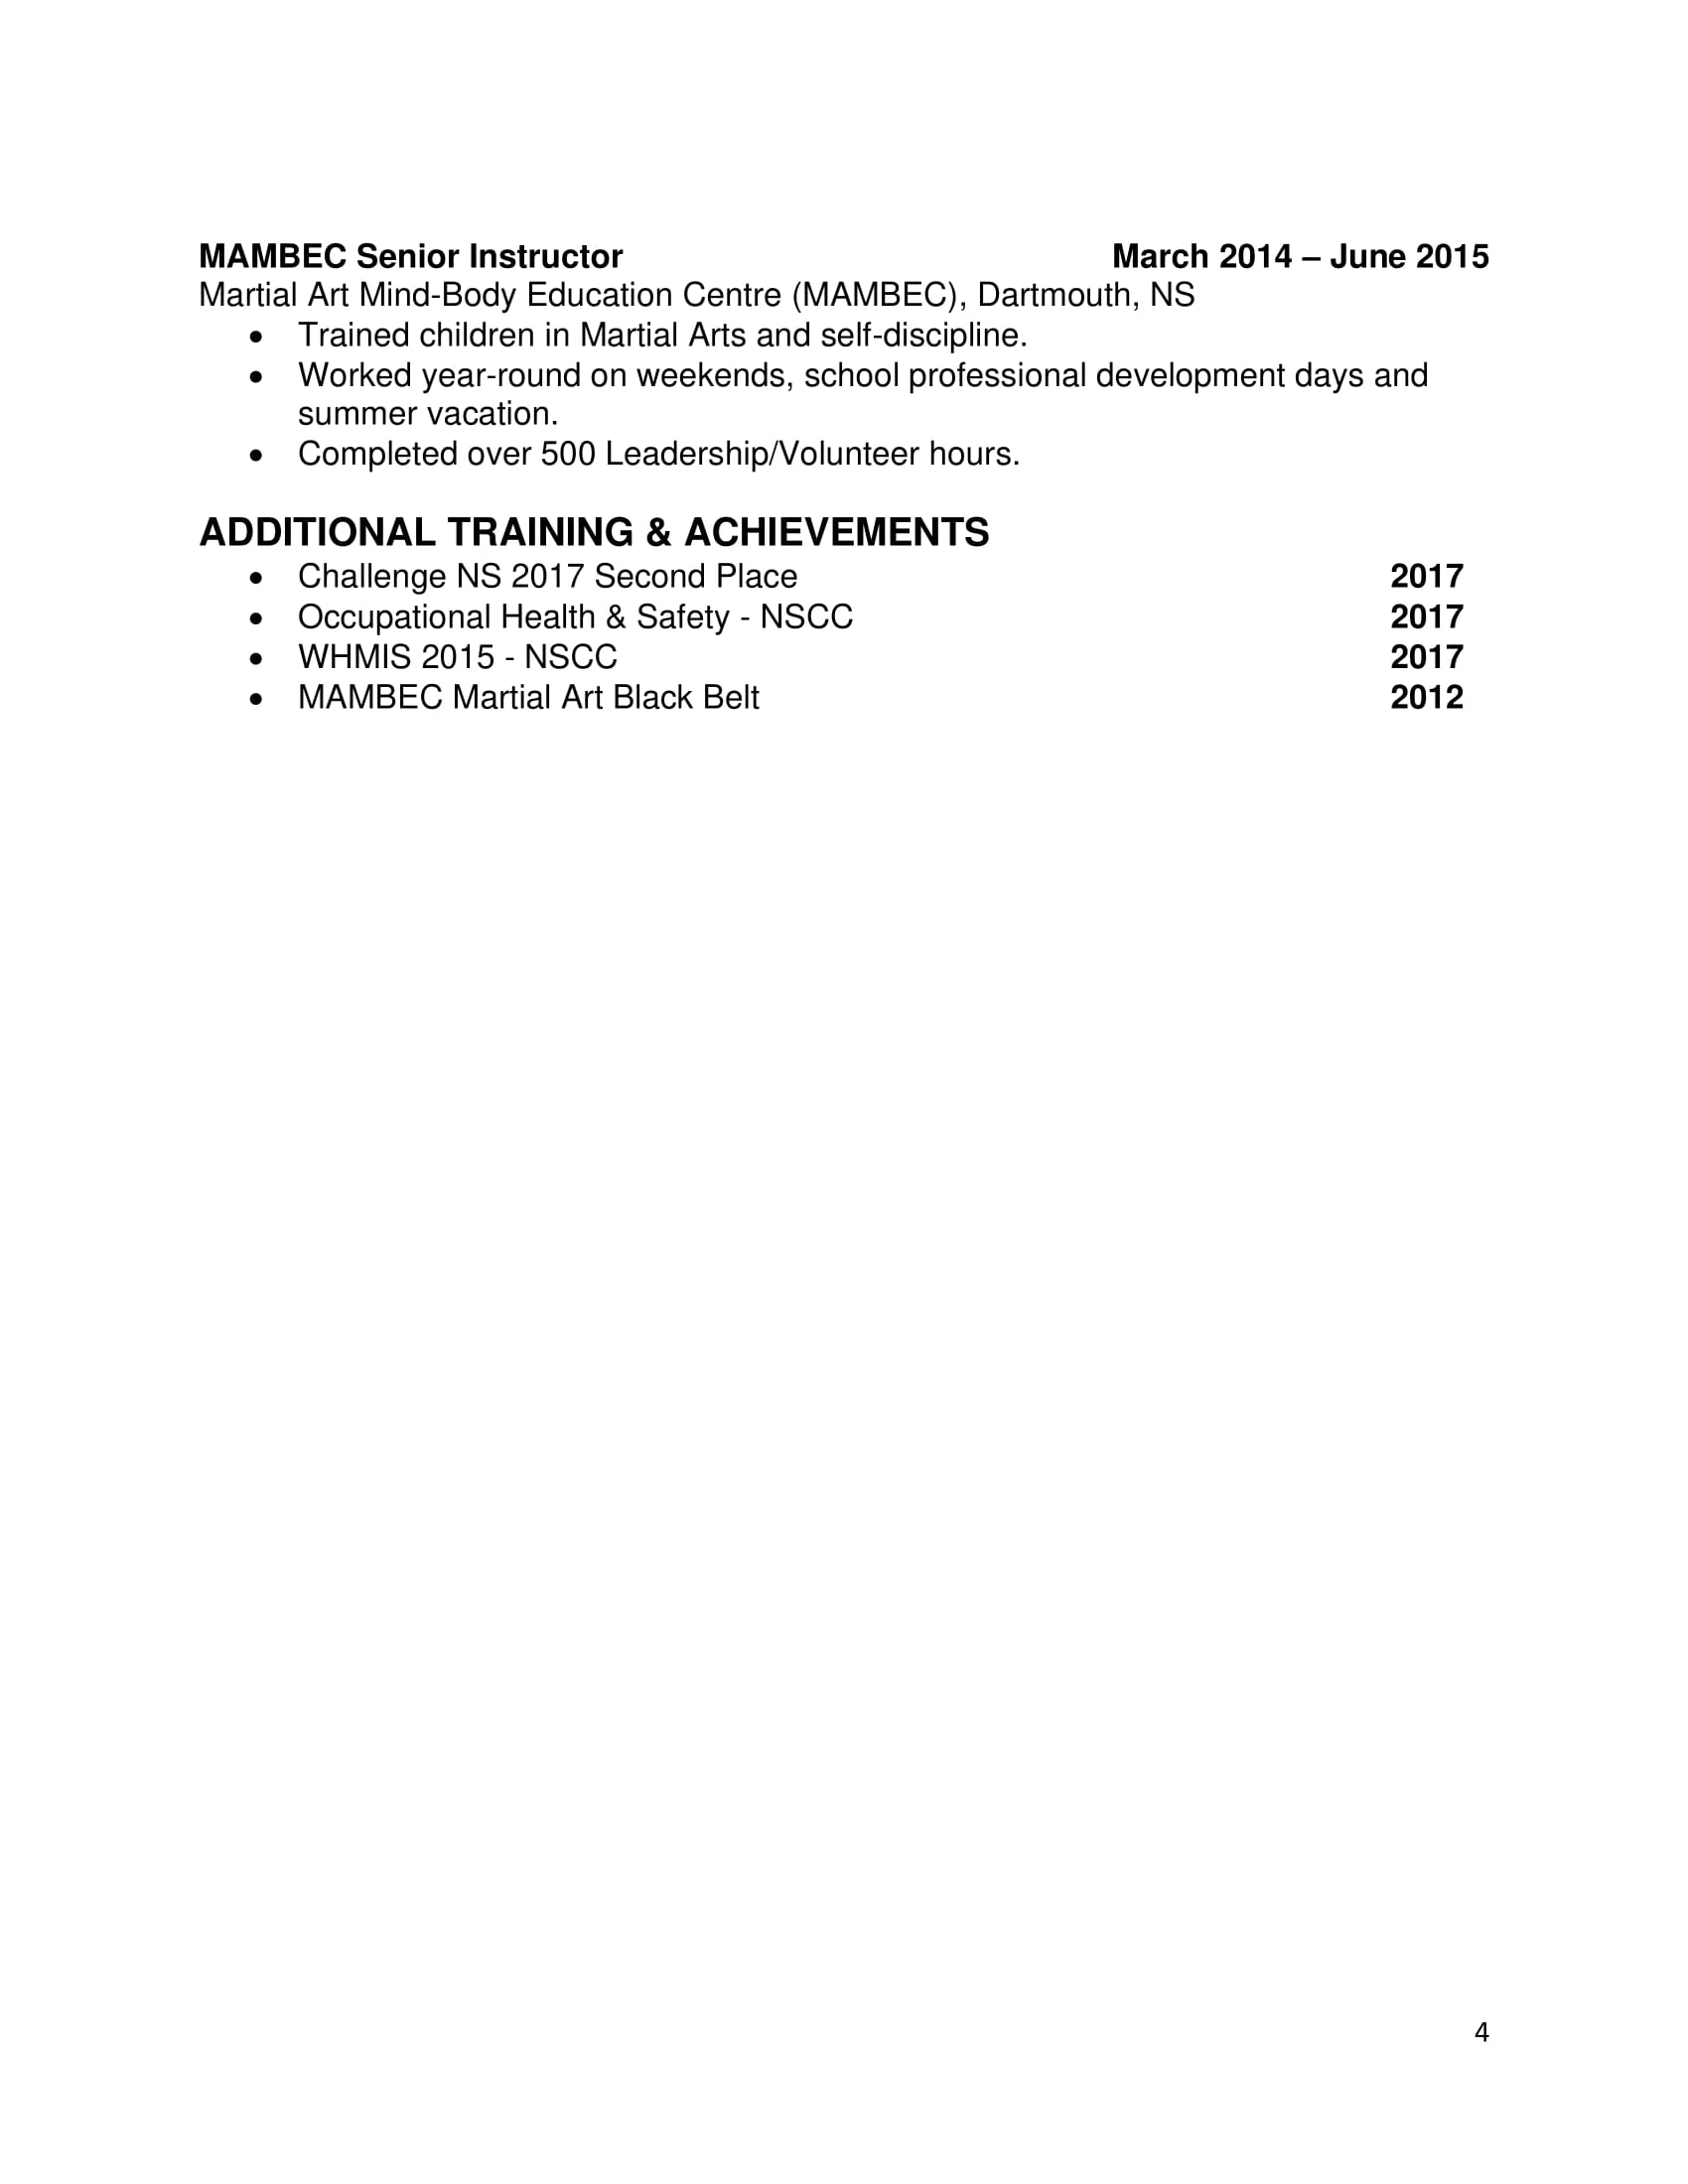 MAMBEC Senior Instructor March 2014 – June 2015
Martial Art Mind-Body Education Centre (MAMBEC), Dartmouth, NS
• Trained children in Martial Arts and self-discipline.
• Worked year-round on weekends, school professional development days and
summer vacation.
• Completed over 500 Leadership/Volunteer hours.
ADDITIONAL TRAINING & ACHIEVEMENTS
• Challenge NS 2017 Second Place 2017
• Occupational Health & Safety - NSCC 2017
• WHMIS 2015 - NSCC 2017
• MAMBEC Martial Art Black Belt 2012
4